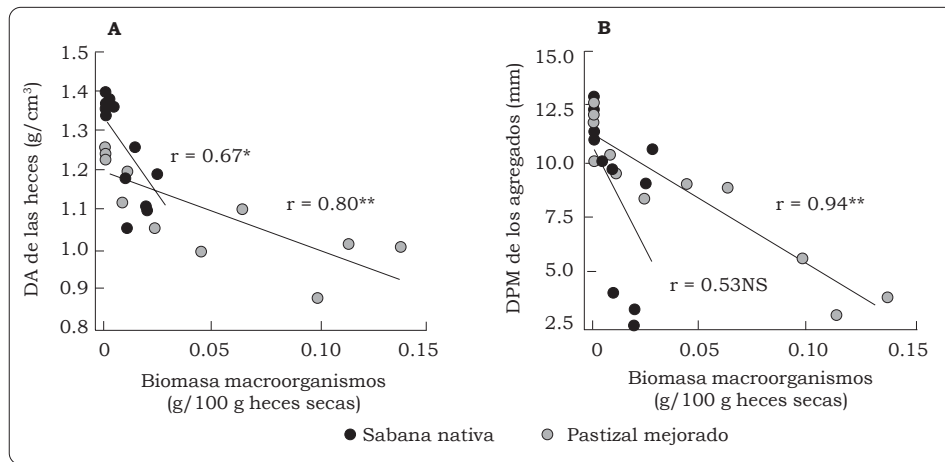 A
DA de las heces (g/cm³)
1.5
1.4
1.3
1.2
1.1
1.0
0.9
0.8
r = 0.67*
r = 0.80**
0
0.05
0.10
0.15
Biomasa macroorganismos
(g/100 g heces secas)
B
DPM de los agregados (mm)
15.0
12.5
10.0
7.5
5.0
2.5
r = 0.94**
r = 0.53NS
0
0.05
0.10
0.15
Biomasa macroorganismos
(g/100 g heces secas)
Sabana nativa
Pastizal mejorado